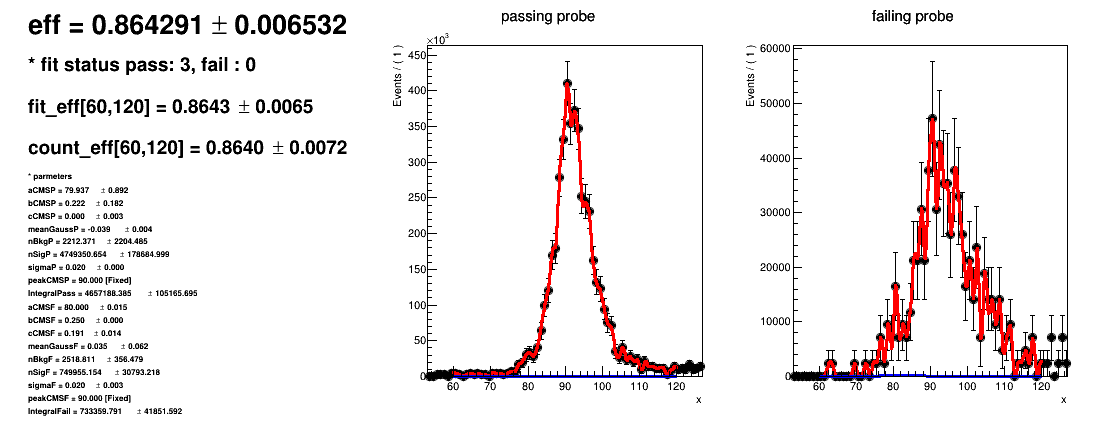 eff = 0.864291 ± 0.006532
* fit status pass: 3, fail : 0
fit_eff[60,120] = 0.8643 ± 0.0065
count_eff[60,120] = 0.8640 ± 0.0072
* parmeters
aCMSP = 79.937 ± 0.892
bCMSP = 0.222 ± 0.182
cCMSP = 0.000 ± 0.003
meanGaussP = -0.039 ± 0.004
nBkgP = 2212.371 ± 2204.485
nSigP = 4749350.654 ± 178684.999
sigmaP = 0.020 ± 0.000
peakCMSP = 90.000 [Fixed]
IntegralPass = 4657188.385 ± 105165.695
aCMSF = 80.000 ± 0.015
bCMSF = 0.250 ± 0.000
cCMSF = 0.191 ± 0.014
meanGaussF = 0.035 ± 0.062
nBkgF = 2518.811 ± 356.479
nSigF = 749955.154 ± 30793.218
sigmaF = 0.020 ± 0.003
peakCMSF = 90.000 [Fixed]
IntegralFail = 733359.791 ± 41851.592
passing probe
×10³
Events / ( 1 )
450
400
350
300
250
200
150
100
50
0
60 70 80 90 100 110 120
x
failing probe
Events / ( 1 )
60000
50000
40000
30000
20000
10000
0
60 70 80 90 100 110 120
x